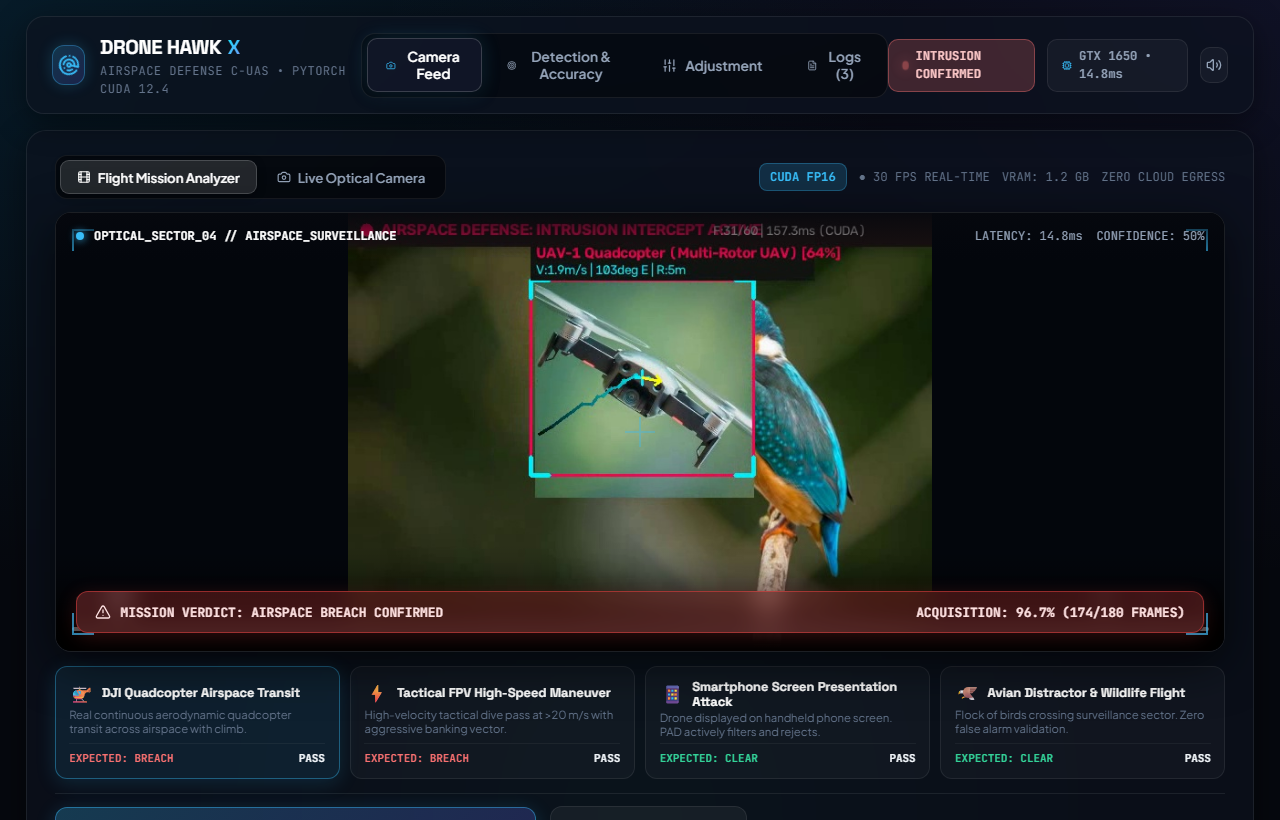 DRONE HAWK X
AIRSPACE DEFENSE C-UAS • PYTORCH
CUDA 12.4
Camera
Feed
Detection &
Accuracy
Adjustment
Logs
(3)
INTRUSION
CONFIRMED
GTX 1650 •
14.8ms
Flight Mission Analyzer
Live Optical Camera
CUDA FP16
● 30 FPS REAL-TIME
VRAM: 1.2 GB
ZERO CLOUD EGRESS
OPTICAL_SECTOR_04 // AIRSPACE_SURVEILLANCE
AIRSPACE DEFENSE: INTRUSION INTERCEPT
F:31/60 | 157.3ms (CUDA)
LATENCY: 14.8ms
CONFIDENCE: 50%
UAV-1 Quadcopter (Multi-Rotor UAV) [64%]
V:1.9m/s | 103deg E | R:5m
MISSION VERDICT: AIRSPACE BREACH CONFIRMED
ACQUISITION: 96.7% (174/180 FRAMES)
DJI Quadcopter Airspace Transit
Real continuous aerodynamic quadcopter
transit across airspace with climb.
EXPECTED: BREACH
PASS
Tactical FPV High-Speed Maneuver
High-velocity tactical dive pass at >20 m/s with
aggressive banking vector.
EXPECTED: BREACH
PASS
Smartphone Screen Presentation
Attack
Drone displayed on handheld phone screen.
PAD actively filters and rejects.
EXPECTED: CLEAR
PASS
Avian Distractor & Wildlife Flight
Flock of birds crossing surveillance sector. Zero
false alarm validation.
EXPECTED: CLEAR
PASS